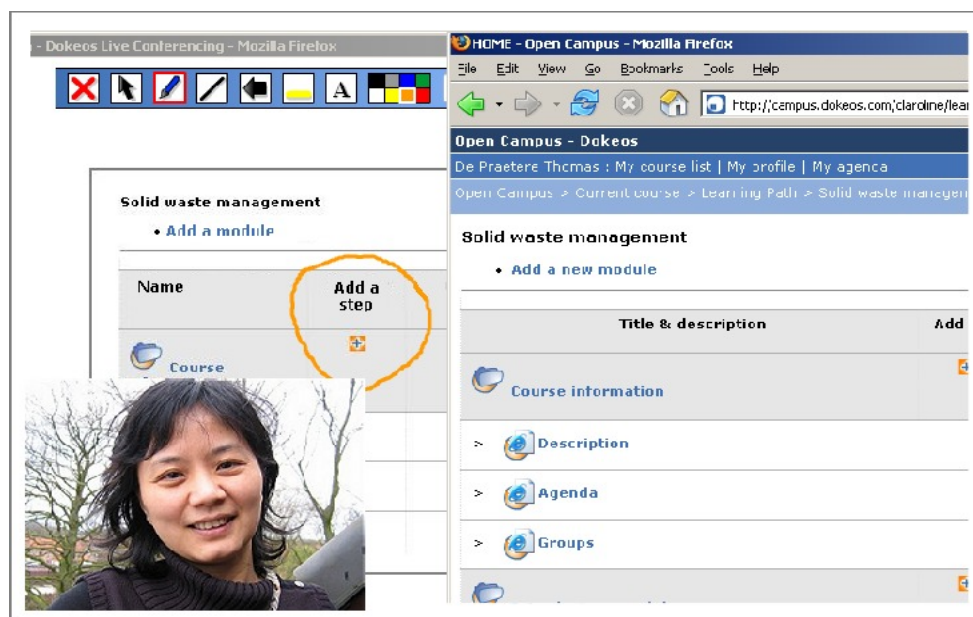 - Dokeos Live Conferencing - Mozilla Firefox
A
Solid waste management
• Add a module
Name
Add a
step
Course
HOME - Open Campus - Mozilla Firefox
File Edit View Go Bookmarks Tools Help
http://campus.dokeos.com/claroline/lear
Open Campus - Dokeos
De Praetere Thomas : My course list | My profile | My agenda
Open Campus > Current course > Learning Path > Solid waste managem
Solid waste management
• Add a new module
Title & description Add
Course information
> Description
> Agenda
> Groups